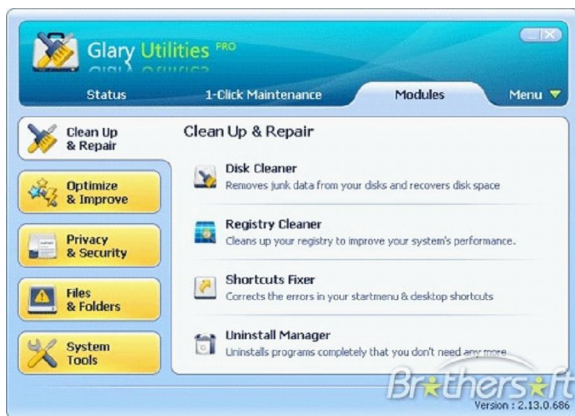 Glary Utilities PRO
Status
1-Click Maintenance
Modules
Menu
Clean Up
& Repair
Optimize
& Improve
Privacy
& Security
Files
& Folders
System
Tools
Clean Up & Repair
Disk Cleaner
Removes junk data from your disks and recovers disk space
Registry Cleaner
Cleans up your registry to improve your system's performance.
Shortcuts Fixer
Corrects the errors in your startmenu & desktop shortcuts
Uninstall Manager
Uninstalls programs completely that you don't need any more
Brothersoft
Version : 2.13.0.686